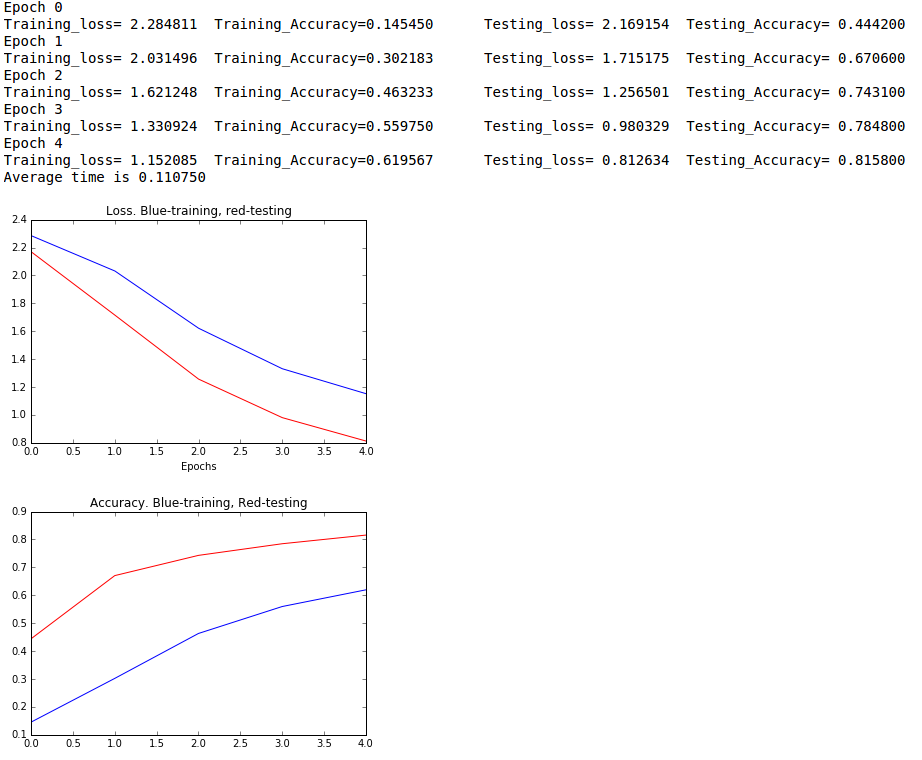 Epoch 0
Training_loss= 2.284811  Training_Accuracy=0.145450      Testing_loss= 2.169154  Testing_Accuracy= 0.444200
Epoch 1
Training_loss= 2.031496  Training_Accuracy=0.302183      Testing_loss= 1.715175  Testing_Accuracy= 0.670600
Epoch 2
Training_loss= 1.621248  Training_Accuracy=0.463233      Testing_loss= 1.256501  Testing_Accuracy= 0.743100
Epoch 3
Training_loss= 1.330924  Training_Accuracy=0.559750      Testing_loss= 0.980329  Testing_Accuracy= 0.784800
Epoch 4
Training_loss= 1.152085  Training_Accuracy=0.619567      Testing_loss= 0.812634  Testing_Accuracy= 0.815800
Average time is 0.110750
Loss. Blue-training, red-testing
2.4
2.2
2.0
1.8
1.6
1.4
1.2
1.0
0.8
0.0 0.5 1.0 1.5 2.0 2.5 3.0 3.5 4.0
Epochs
Accuracy. Blue-training, Red-testing
0.9
0.8
0.7
0.6
0.5
0.4
0.3
0.2
0.1
0.0 0.5 1.0 1.5 2.0 2.5 3.0 3.5 4.0